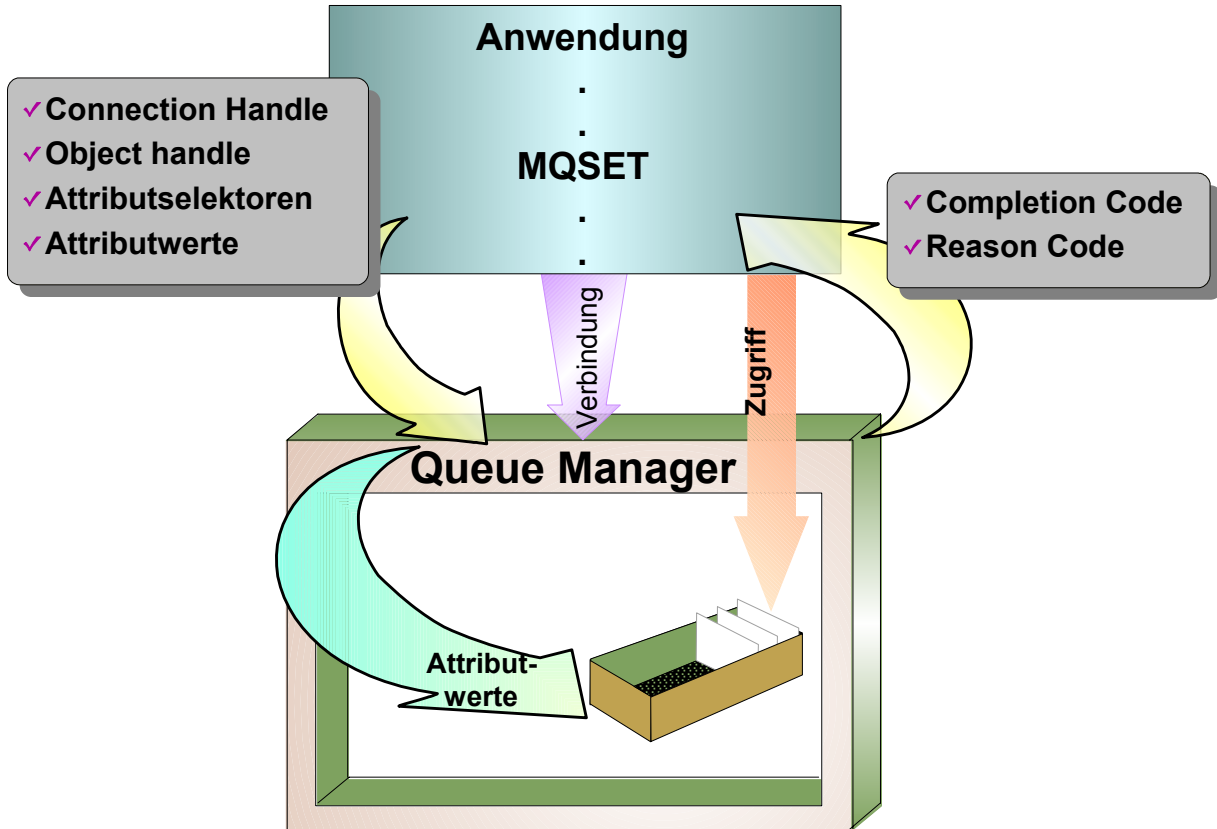 Anwendung
.
.
MQSET
.
.
✓Connection Handle
✓Object handle
✓Attributselektoren
✓Attributwerte
✓Completion Code
✓Reason Code
Verbindung
Zugriff
Queue Manager
Attribut-
werte